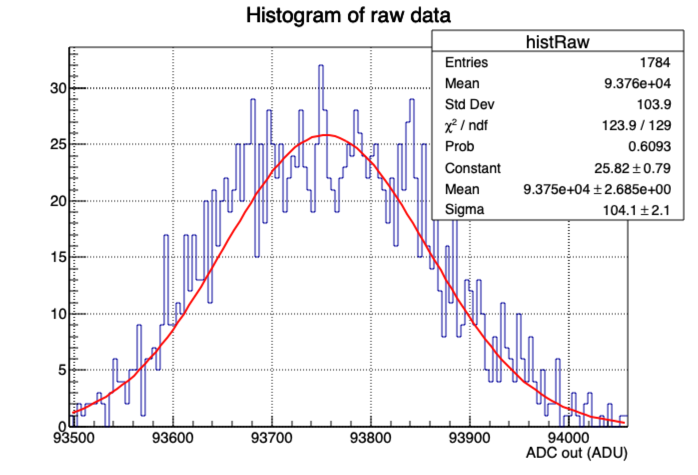 Histogram of raw data
histRaw
Entries 1784
Mean 9.376e+04
Std Dev 103.9
χ² / ndf 123.9 / 129
Prob 0.6093
Constant 25.82 ± 0.79
Mean 9.375e+04 ± 2.685e+00
Sigma 104.1 ± 2.1
30
25
20
15
10
5
0
93500 93600 93700 93800 93900 94000
ADC out (ADU)